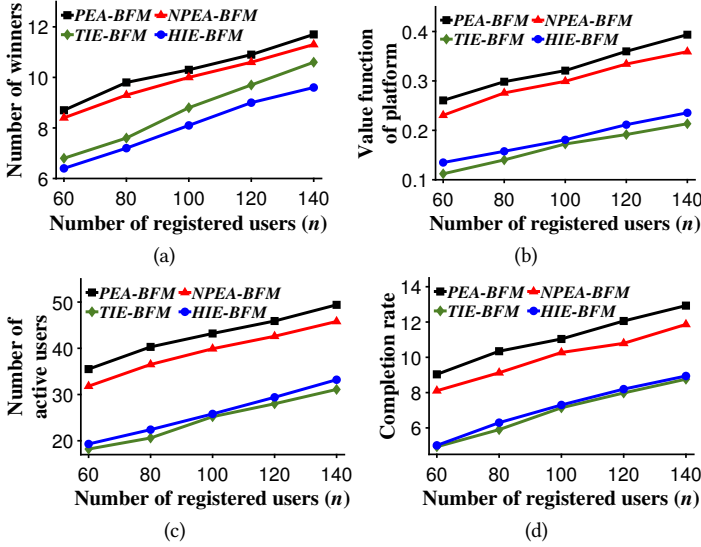 PEA-BFM NPEA-BFM
TIE-BFM HIE-BFM
Number of winners
12
10
8
6
60 80 100 120 140
Number of registered users (n)
(a)
PEA-BFM NPEA-BFM
TIE-BFM HIE-BFM
Value function
of platform
0.4
0.3
0.2
0.1
60 80 100 120 140
Number of registered users (n)
(b)
PEA-BFM NPEA-BFM
TIE-BFM HIE-BFM
Number of
active users
50
40
30
20
60 80 100 120 140
Number of registered users (n)
(c)
PEA-BFM NPEA-BFM
TIE-BFM HIE-BFM
Completion rate
14
12
10
8
6
60 80 100 120 140
Number of registered users (n)
(d)